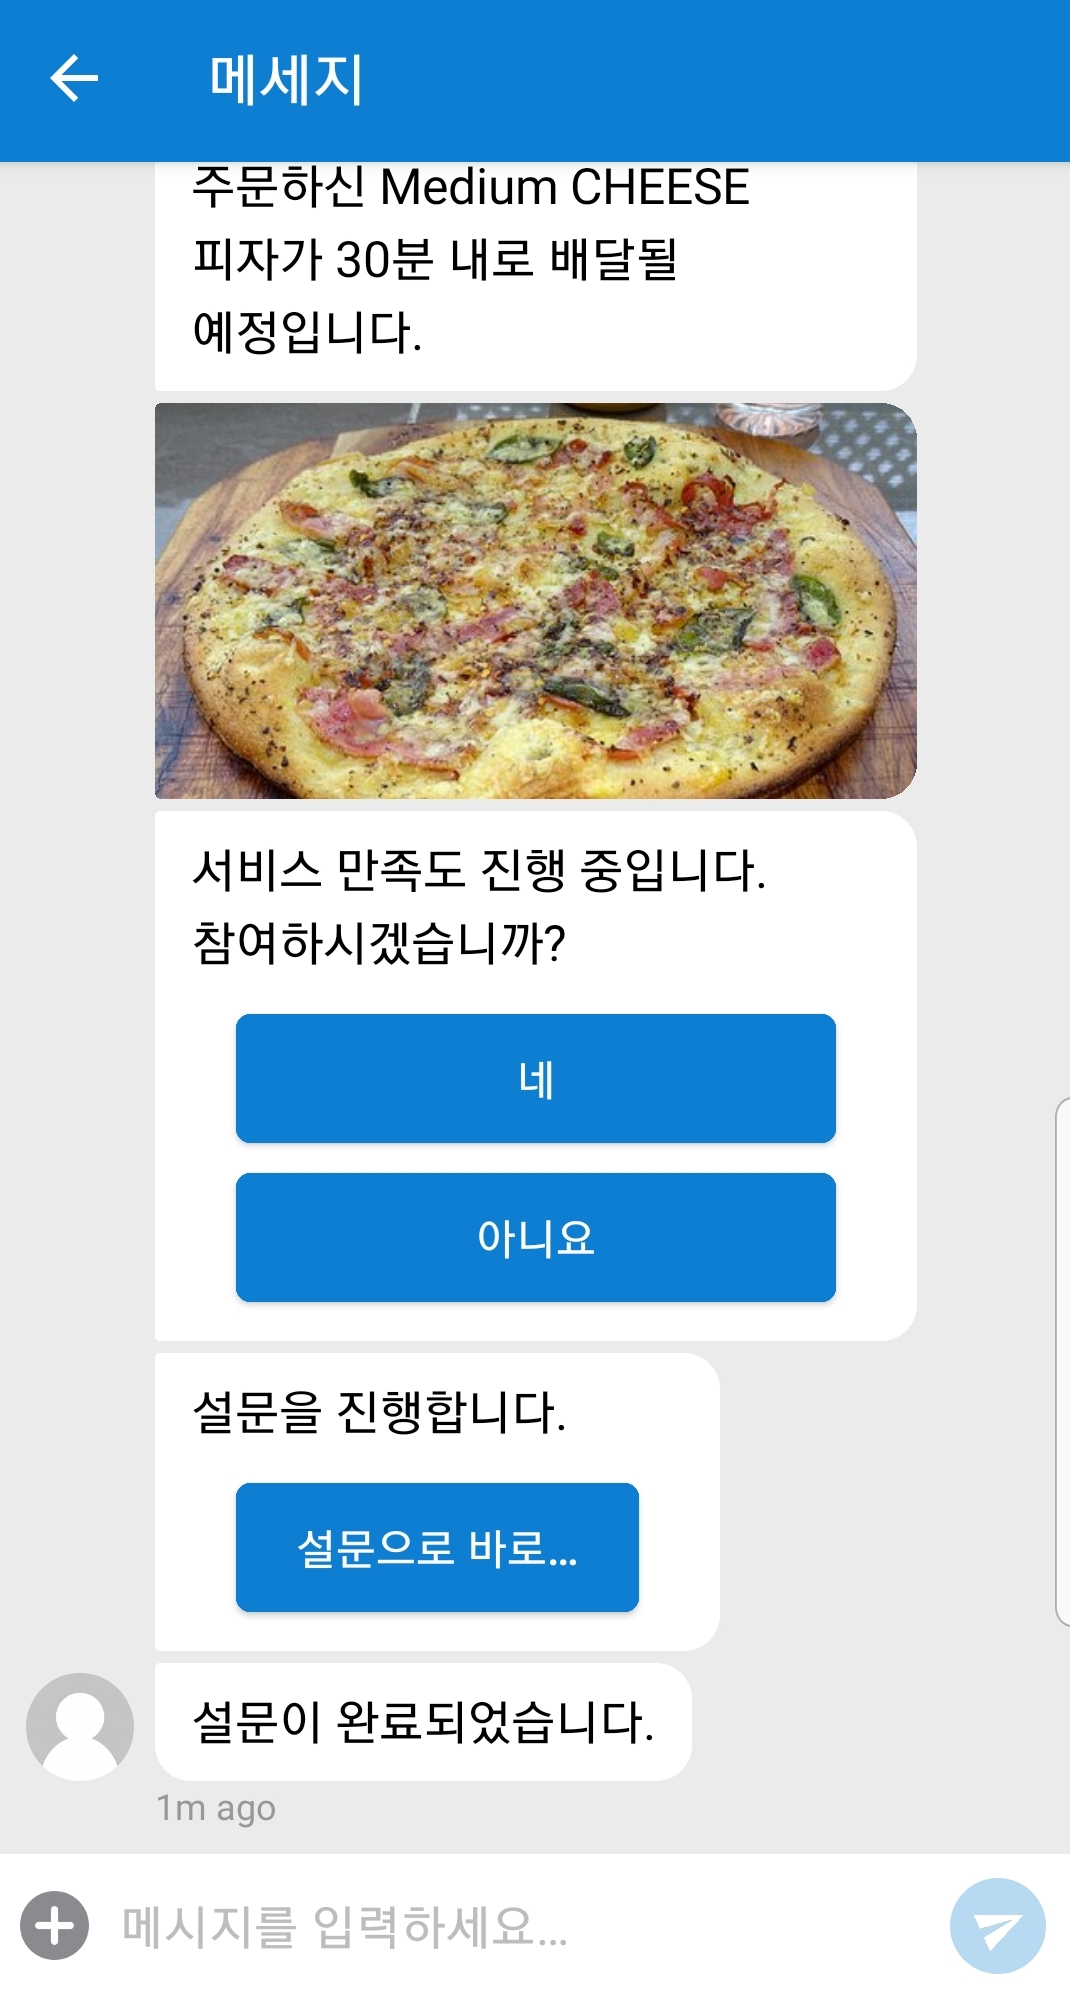 메세지
주문하신 Medium CHEESE
피자가 30분 내로 배달될
예정입니다.
서비스 만족도 진행 중입니다.
참여하시겠습니까?
네
아니요
설문을 진행합니다.
설문으로 바로...
설문이 완료되었습니다.
1m ago
메시지를 입력하세요...